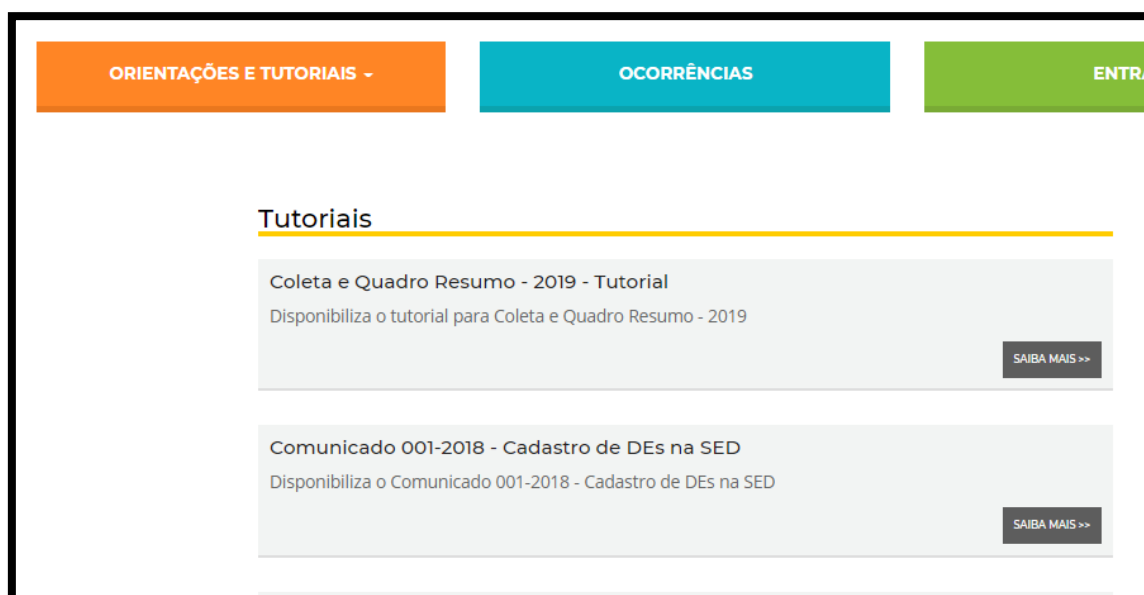 ORIENTAÇÕES E TUTORIAIS
OCORRÊNCIAS
Tutoriais
Coleta e Quadro Resumo - 2019 - Tutorial
Disponibiliza o tutorial para Coleta e Quadro Resumo - 2019
SAIBA MAIS >>
Comunicado 001-2018 - Cadastro de DEs na SED
Disponibiliza o Comunicado 001-2018 - Cadastro de DEs na SED
SAIBA MAIS >>